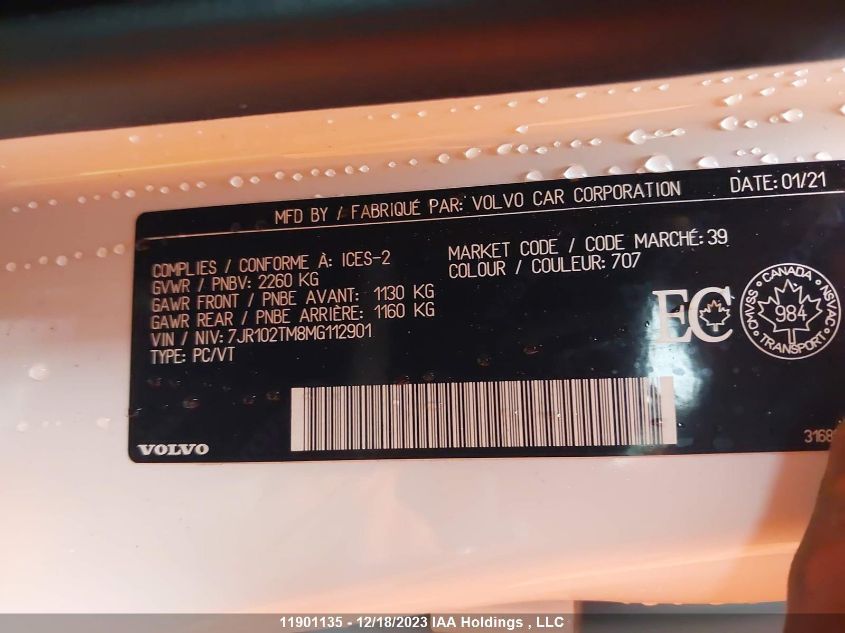 MFD BY / FABRIQUÉ PAR: VOLVO CAR CORPORATION DATE: 01/21
COMPLIES / CONFORME À: ICES-2
GVWR / PNBV: 2260 KG
GAWR FRONT / PNBE AVANT: 1130 KG
GAWR REAR / PNBE ARRIÈRE: 1160 KG
VIN / NIV: 7JR102TM8MG112901
TYPE: PC/VT
MARKET CODE / CODE MARCHÉ: 39
COLOUR / COULEUR: 707
EC
CANADA
CMVSS
984
NSVAC
TRANSPORT
VOLVO
3168
11901135 - 12/18/2023 IAA Holdings , LLC